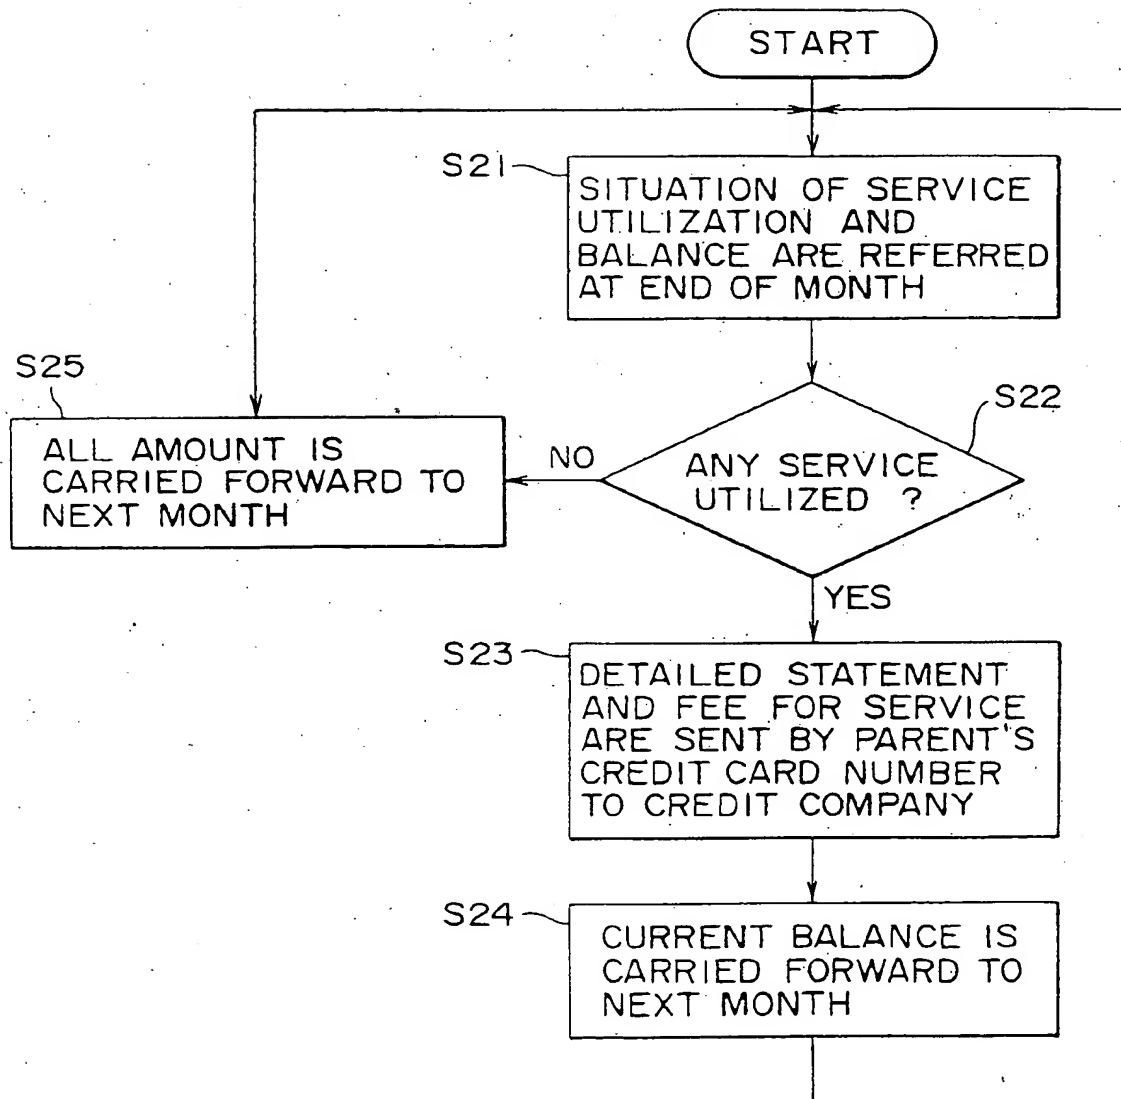 START
S21
SITUATION OF SERVICE
UTILIZATION AND
BALANCE ARE REFERRED
AT END OF MONTH
S25
ALL AMOUNT IS
CARRIED FORWARD TO
NEXT MONTH
NO
S22
ANY SERVICE
UTILIZED ?
YES
S23
DETAILED STATEMENT
AND FEE FOR SERVICE
ARE SENT BY PARENT'S
CREDIT CARD NUMBER
TO CREDIT COMPANY
S24
CURRENT BALANCE IS
CARRIED FORWARD TO
NEXT MONTH